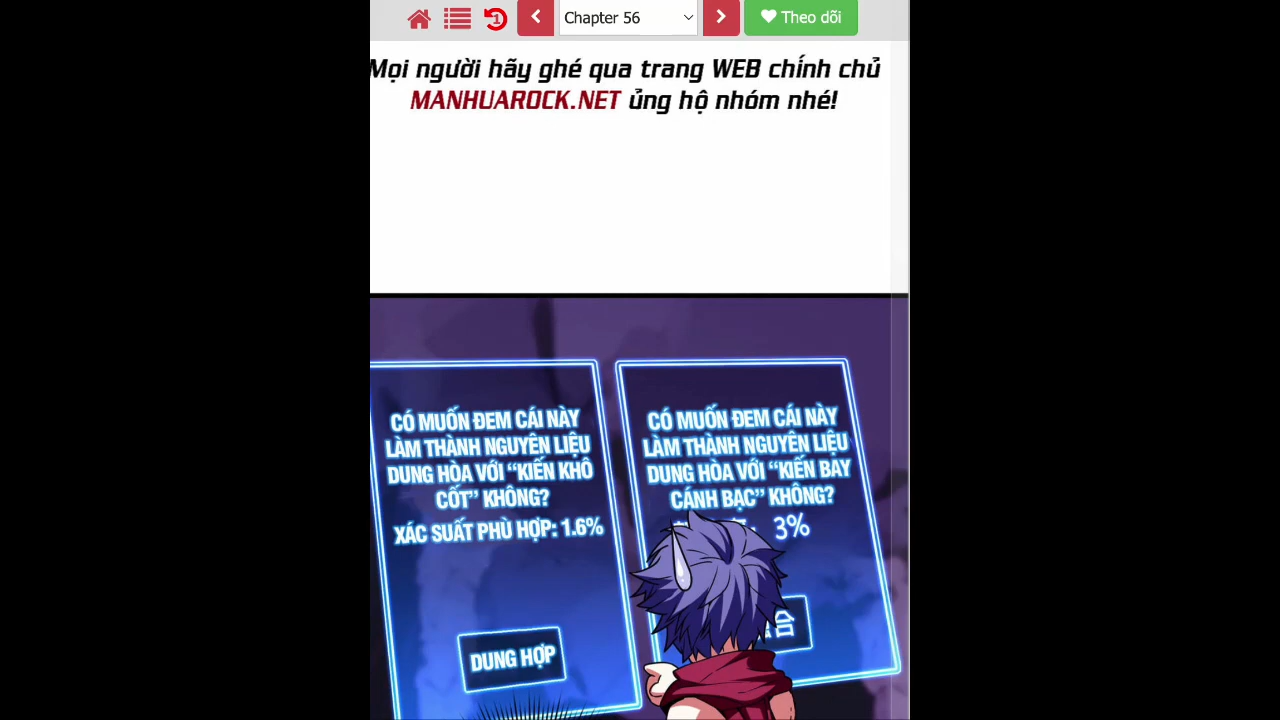 Chapter 56
Theo dõi
Mọi người hãy ghé qua trang WEB chính chủ
MANHUAROCK.NET ủng hộ nhóm nhé!
CÓ MUỐN ĐEM CÁI NÀY
LÀM THÀNH NGUYÊN LIỆU
DUNG HÒA VỚI “KIẾN KHÔ
CỐT” KHÔNG?
XÁC SUẤT PHÙ HỢP: 1.6%
DUNG HỢP
CÓ MUỐN ĐEM CÁI NÀY
LÀM THÀNH NGUYÊN LIỆU
DUNG HÒA VỚI “KIẾN BAY
CÁNH BẠC” KHÔNG?
3%
合